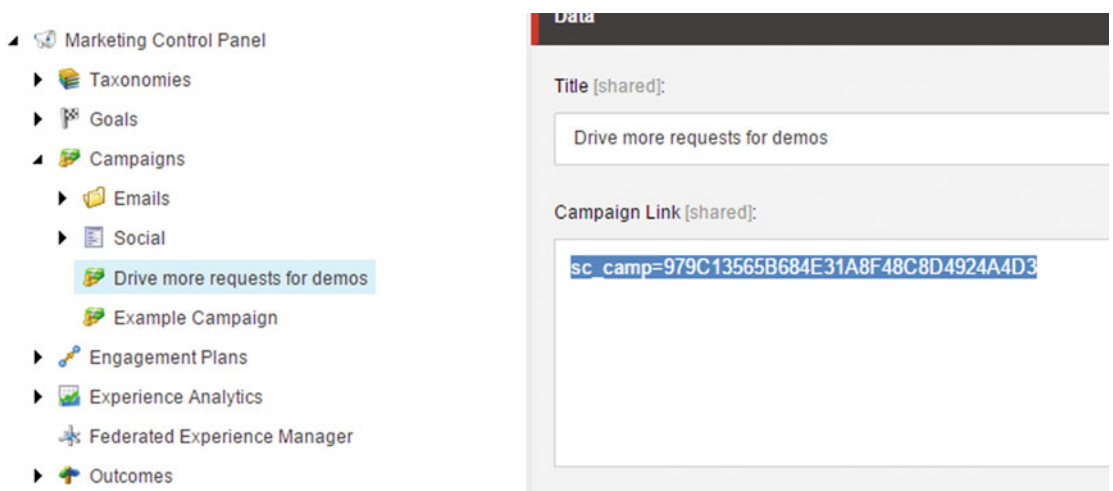 Marketing Control Panel
Taxonomies
Goals
Campaigns
Emails
Social
Drive more requests for demos
Example Campaign
Engagement Plans
Experience Analytics
Federated Experience Manager
Outcomes
Data
Title [shared]:
Drive more requests for demos
Campaign Link [shared]:
sc_camp=979C13565B684E31A8F48C8D4924A4D3